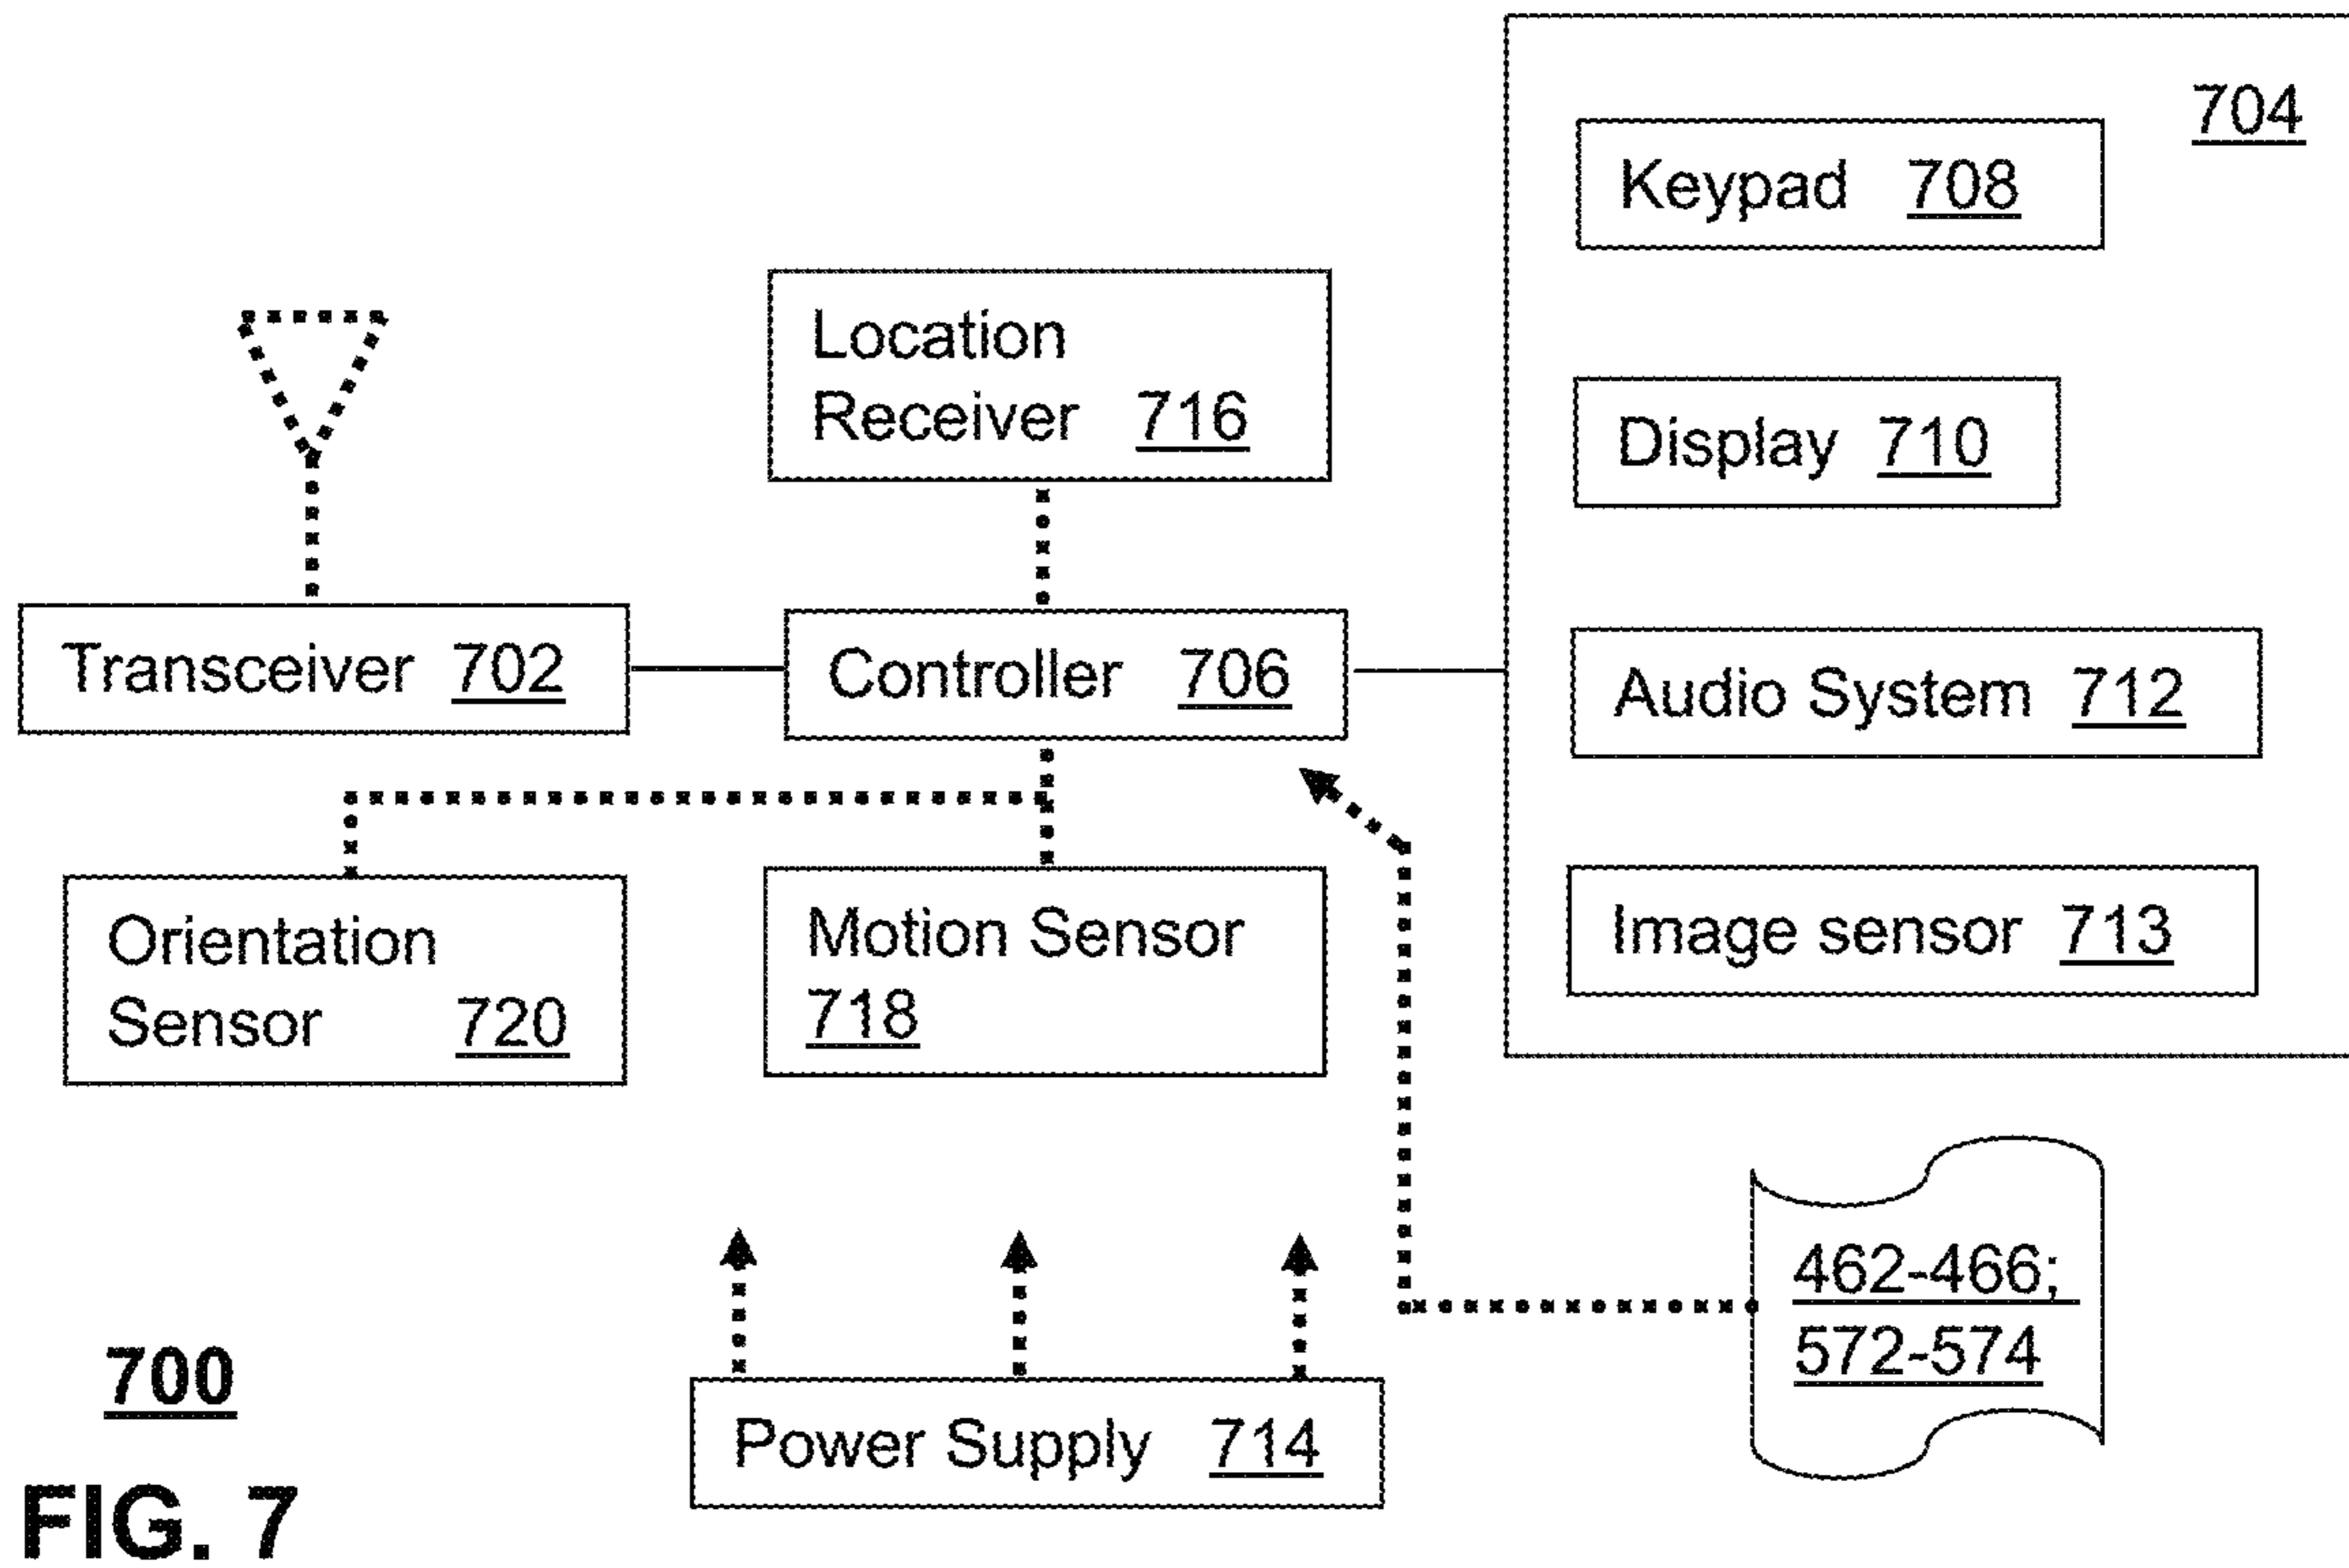 704
Keypad 708
Location
Receiver 716
Display 710
Transceiver 702
Controller 706
Audio System 712
Orientation
Sensor 720
Motion Sensor
718
Image sensor 713
462-466;
572-574
700
Power Supply 714
FIG. 7